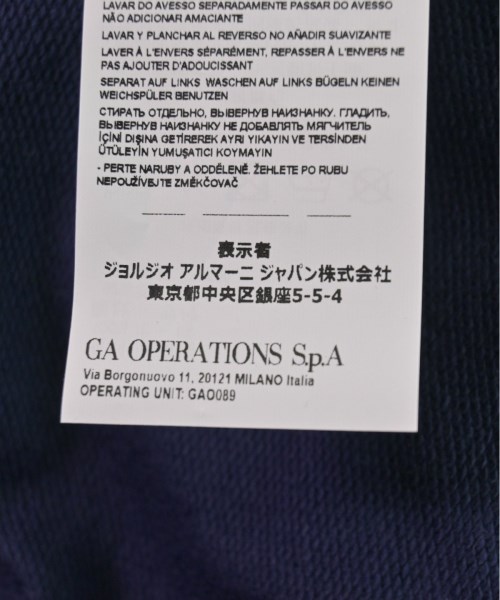 LAVAR DO AVESSO SEPARADAMENTE PASSAR DO AVESSO
NÃO ADICIONAR AMACIANTE
LAVAR Y PLANCHAR AL REVERSO NO AÑADIR SUAVIZANTE
LAVER À L'ENVERS SÉPARÉMENT, REPASSER À L'ENVERS NE
PAS AJOUTER D'ADOUCISSANT
SEPARAT AUF LINKS WASCHEN AUF LINKS BÜGELN KEINEN
WEICHSPÜLER BENUTZEN
СТИРАТЬ ОТДЕЛЬНО, ВЫВЕРНУВ НАИЗНАНКУ. ГЛАДИТЬ,
ВЫВЕРНУВ НАИЗНАНКУ НЕ ДОБАВЛЯТЬ МЯГЧИТЕЛЬ
İÇİNİ DIŞINA GETİREREK AYRI YIKAYIN VE TERSİNDEN
ÜTÜLEYİN YUMUŞATICI KOYMAYIN
- PERTE NARUBY A ODDĚLENĚ. ŽEHLETE PO RUBU
NEPOUŽÍVEJTE ZMĚKČOVAČ
表示者
ジョルジオ アルマーニ ジャパン株式会社
東京都中央区銀座5-5-4
GA OPERATIONS S.p.A
Via Borgonuovo 11, 20121 MILANO Italia
OPERATING UNIT: GAO089